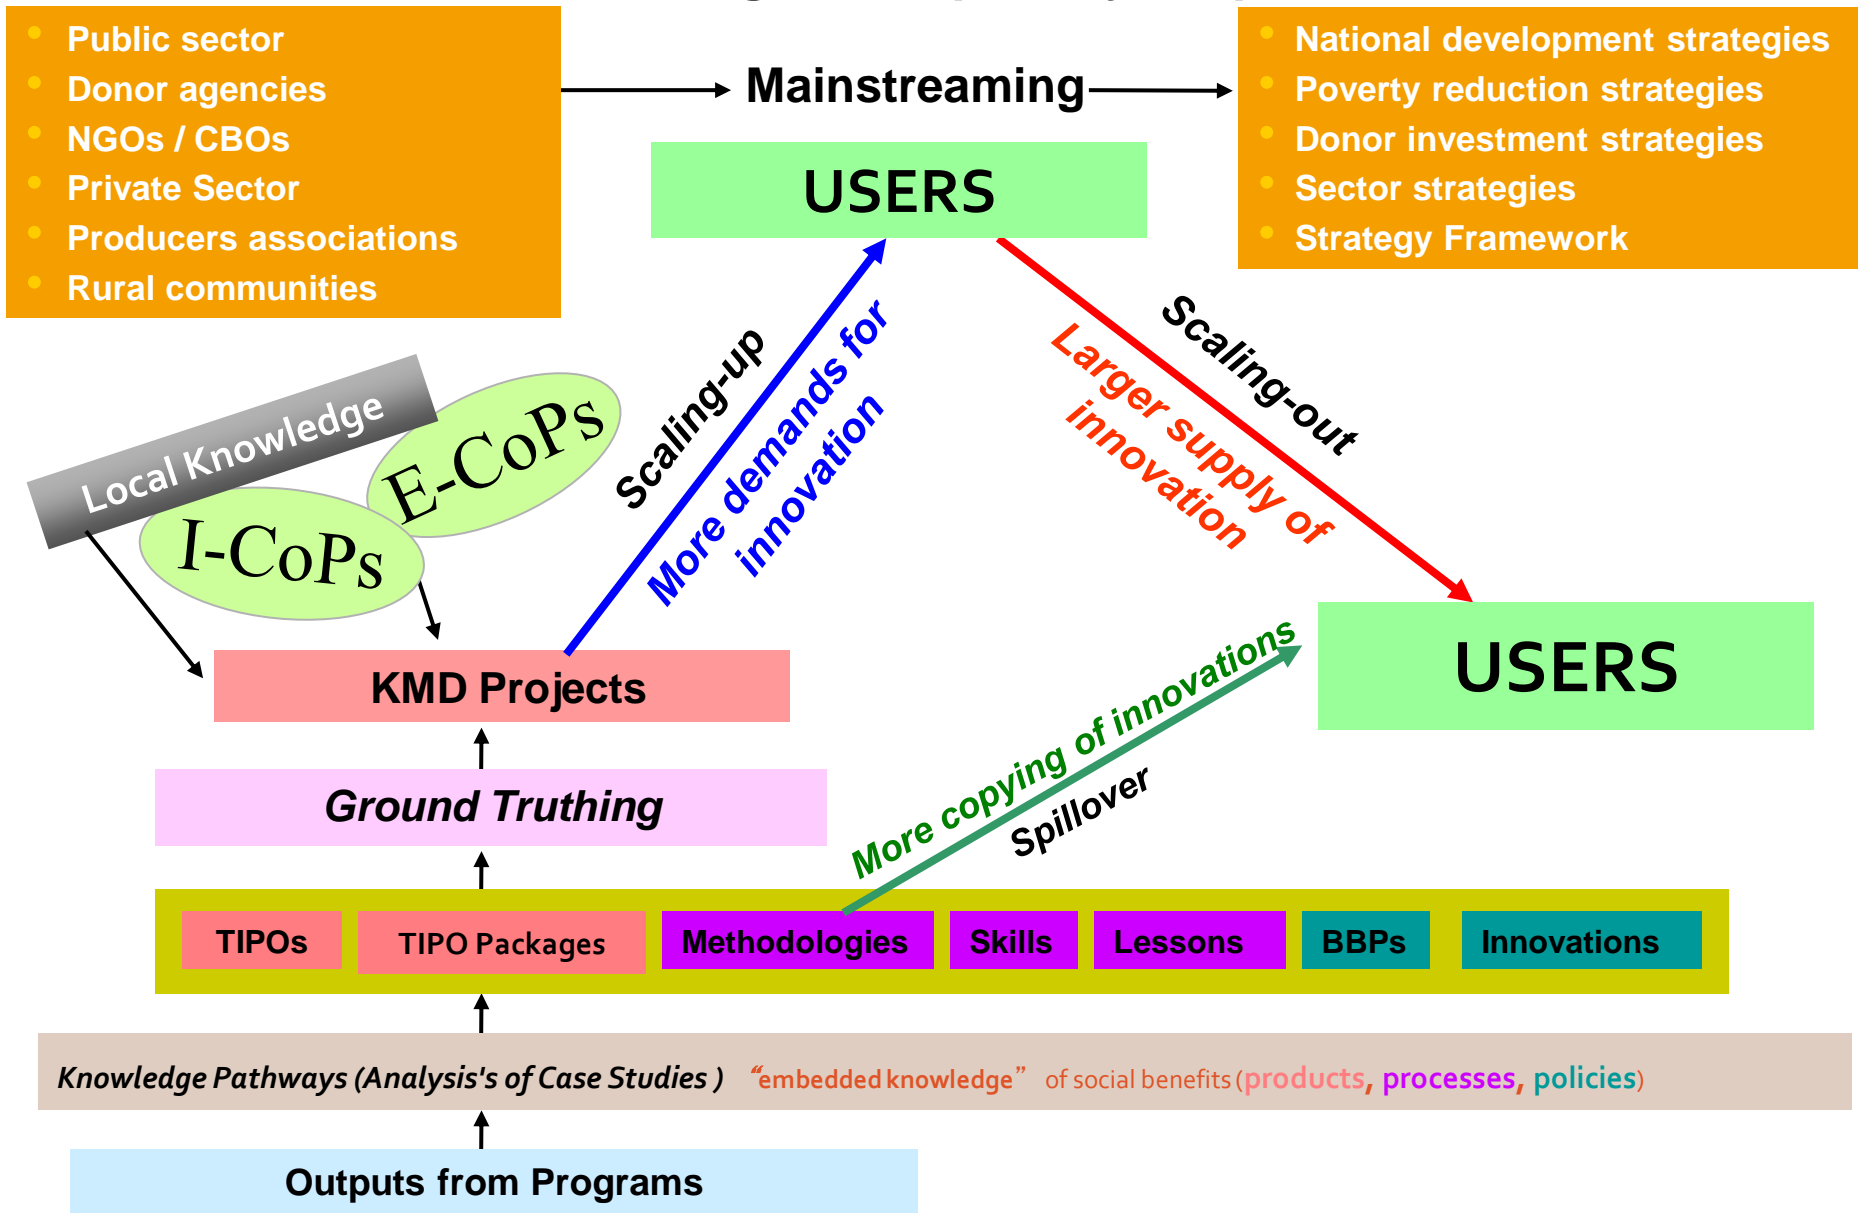 Public sector
Donor agencies
NGOs / CBOs
Private Sector
Producers associations
Rural communities
Mainstreaming
National development strategies
Poverty reduction strategies
Donor investment strategies
Sector strategies
Strategy Framework
USERS
Local Knowledge
E-CoPs
I-CoPs
Scaling-up
More demands for
innovation
Scaling-out
Larger supply of
innovation
KMD Projects
USERS
Ground Truthing
More copying of innovations
Spillover
TIPOs
TIPO Packages
Methodologies
Skills
Lessons
BBPs
Innovations
Knowledge Pathways (Analysis's of Case Studies ) “embedded knowledge” of social benefits (products, processes, policies)
Outputs from Programs